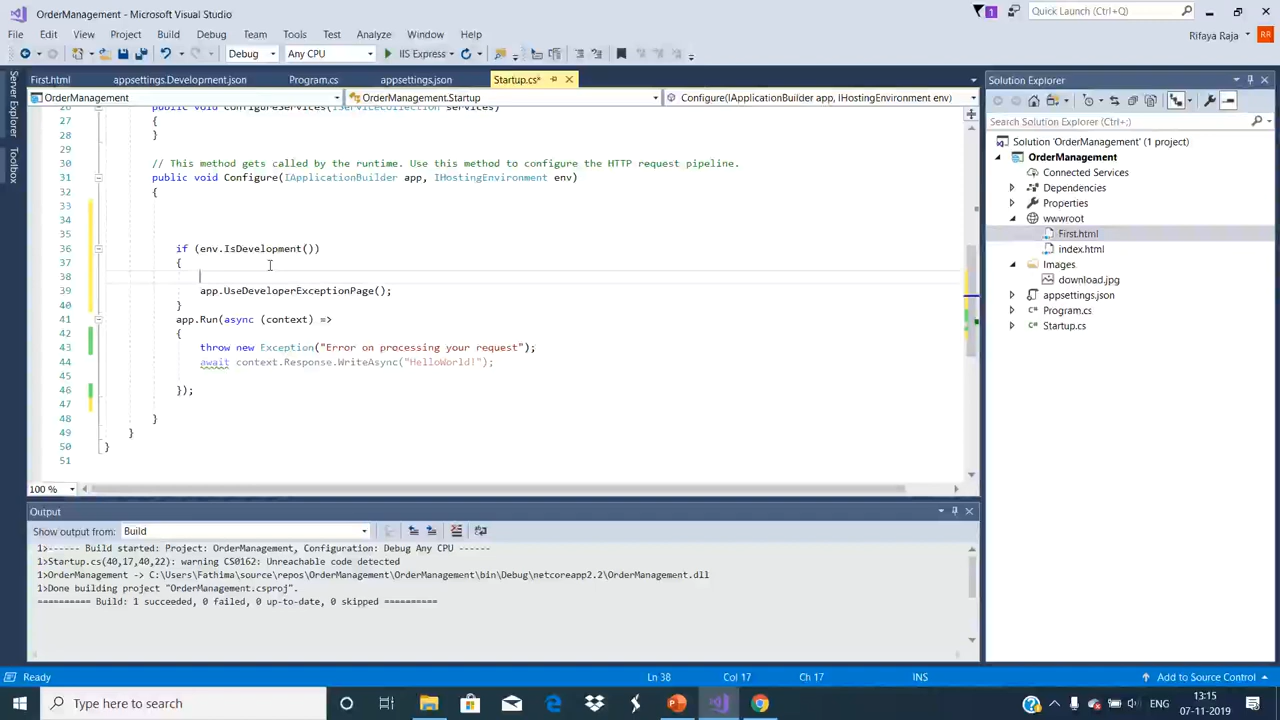 OrderManagement - Microsoft Visual Studio
1
Quick Launch (Ctrl+Q)
File Edit View Project Build Debug Team Tools Test Analyze Window Help
Rifaya Raja
RR
Debug
Any CPU
IIS Express
First.html
appsettings.Development.json
Program.cs
appsettings.json
Startup.cs*
Solution Explorer
OrderManagement
OrderManagement.Startup
Configure(IApplicationBuilder app, IHostingEnvironment env)
Server Explorer
Toolbox
Search Solution Explorer (Ctrl+;)
Solution 'OrderManagement' (1 project)
OrderManagement
Connected Services
Dependencies
Properties
wwwroot
First.html
index.html
Images
download.jpg
appsettings.json
Program.cs
Startup.cs
26 public void ConfigureServices(IServiceCollection services)
27 {
28 }
29
30 // This method gets called by the runtime. Use this method to configure the HTTP request pipeline.
31 public void Configure(IApplicationBuilder app, IHostingEnvironment env)
32 {
33
34
35
36 if (env.IsDevelopment())
37 {
38
39 app.UseDeveloperExceptionPage();
40 }
41 app.Run(async (context) =>
42 {
43 throw new Exception("Error on processing your request");
44 await context.Response.WriteAsync("HelloWorld!");
45
46 });
47
48 }
49 }
50 }
51
100 %
Output
Show output from: Build
1>------ Build started: Project: OrderManagement, Configuration: Debug Any CPU ------
1>Startup.cs(40,17,40,22): warning CS0162: Unreachable code detected
1>OrderManagement -> C:\Users\Fathima\source\repos\OrderManagement\OrderManagement\bin\Debug\netcoreapp2.2\OrderManagement.dll
1>Done building project "OrderManagement.csproj".
========== Build: 1 succeeded, 0 failed, 0 up-to-date, 0 skipped ==========
Ready
Ln 38
Col 17
Ch 17
INS
Add to Source Control
Type here to search
ENG
13:15
07-11-2019